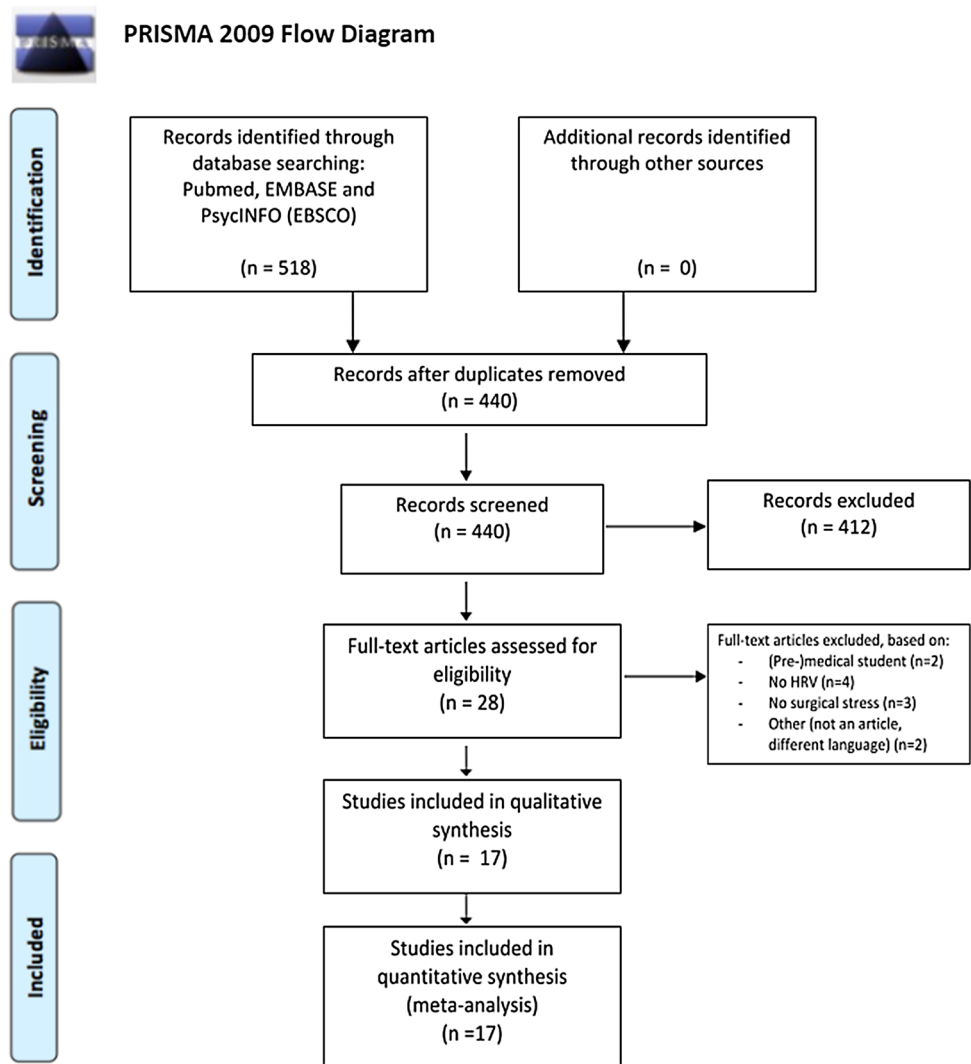 PRISMA
PRISMA 2009 Flow Diagram
Identification
Records identified through
database searching:
Pubmed, EMBASE and
PsycINFO (EBSCO)
(n = 518)
Additional records identified
through other sources
(n = 0)
Screening
Records after duplicates removed
(n = 440)
Records screened
(n = 440)
Records excluded
(n = 412)
Eligibility
Full-text articles assessed for
eligibility
(n = 28)
Full-text articles excluded, based on:
- (Pre-)medical student (n=2)
- No HRV (n=4)
- No surgical stress (n=3)
- Other (not an article,
different language) (n=2)
Studies included in qualitative
synthesis
(n = 17)
Included
Studies included in
quantitative synthesis
(meta-analysis)
(n =17)